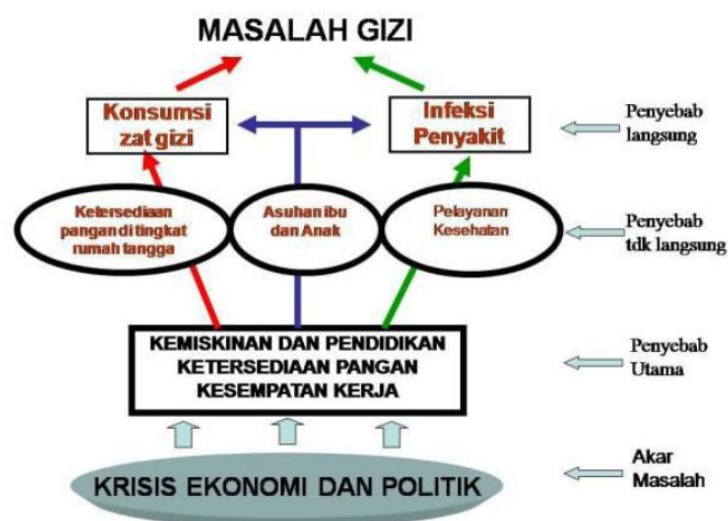 MASALAH GIZI
Konsumsi
zat gizi
Infeksi
Penyakit
Penyebab
langsung
Ketersediaan
pangan di tingkat
rumah tangga
Asuhan ibu
dan Anak
Pelayanan
Kesehatan
Penyebab
tdk langsung
KEMISKINAN DAN PENDIDIKAN
KETERSEDIAAN PANGAN
KESEMPATAN KERJA
Penyebab
Utama
KRISIS EKONOMI DAN POLITIK
Akar
Masalah